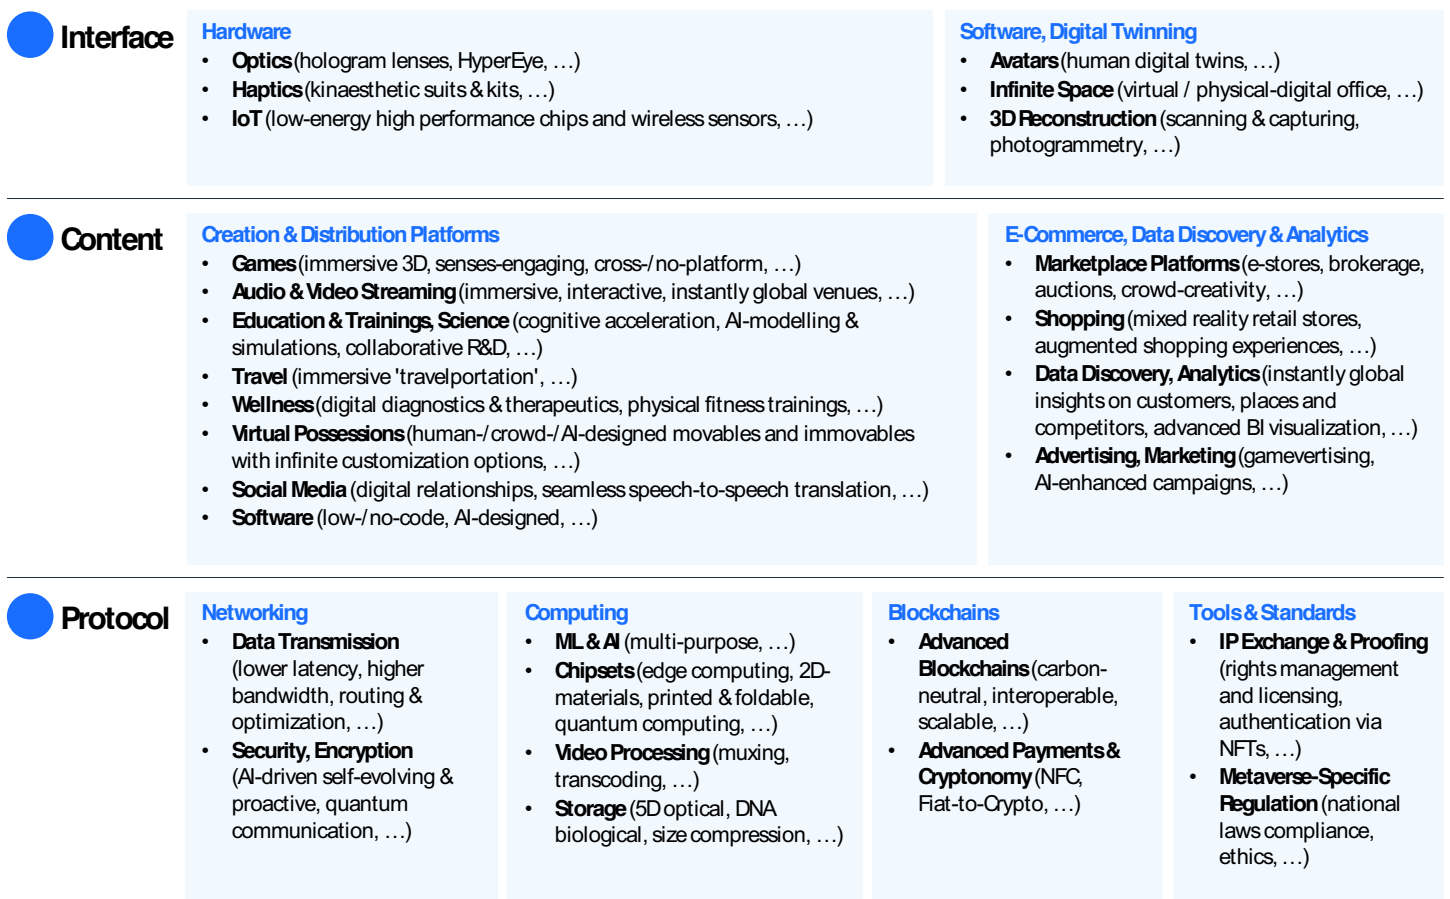 Interface
Hardware
• Optics (hologram lenses, HyperEye, …)
• Haptics (kinaesthetic suits & kits, …)
• IoT (low-energy high performance chips and wireless sensors, …)
Software, Digital Twinning
• Avatars (human digital twins, …)
• Infinite Space (virtual / physical-digital office, …)
• 3D Reconstruction (scanning & capturing,
photogrammetry, …)
Content
Creation & Distribution Platforms
• Games (immersive 3D, senses-engaging, cross-/no-platform, …)
• Audio & Video Streaming (immersive, interactive, instantly global venues, …)
• Education & Trainings, Science (cognitive acceleration, AI-modelling &
simulations, collaborative R&D, …)
• Travel (immersive 'travelportation', …)
• Wellness (digital diagnostics & therapeutics, physical fitness trainings, …)
• Virtual Possessions (human-/crowd-/AI-designed movables and immovables
with infinite customization options, …)
• Social Media (digital relationships, seamless speech-to-speech translation, …)
• Software (low-/no-code, AI-designed, …)
E-Commerce, Data Discovery & Analytics
• Marketplace Platforms (e-stores, brokerage,
auctions, crowd-creativity, …)
• Shopping (mixed reality retail stores,
augmented shopping experiences, …)
• Data Discovery, Analytics (instantly global
insights on customers, places and
competitors, advanced BI visualization, …)
• Advertising, Marketing (gamevertising,
AI-enhanced campaigns, …)
Protocol
Networking
• Data Transmission
(lower latency, higher
bandwidth, routing &
optimization, …)
• Security, Encryption
(AI-driven self-evolving &
proactive, quantum
communication, …)
Computing
• ML & AI (multi-purpose, …)
• Chipsets (edge computing, 2D-
materials, printed & foldable,
quantum computing, …)
• Video Processing (muxing,
transcoding, …)
• Storage (5D optical, DNA
biological, size compression, …)
Blockchains
• Advanced
Blockchains (carbon-
neutral, interoperable,
scalable, …)
• Advanced Payments &
Cryptonomy (NFC,
Fiat-to-Crypto, …)
Tools & Standards
• IP Exchange & Proofing
(rights management
and licensing,
authentication via
NFTs, …)
• Metaverse-Specific
Regulation (national
laws compliance,
ethics, …)